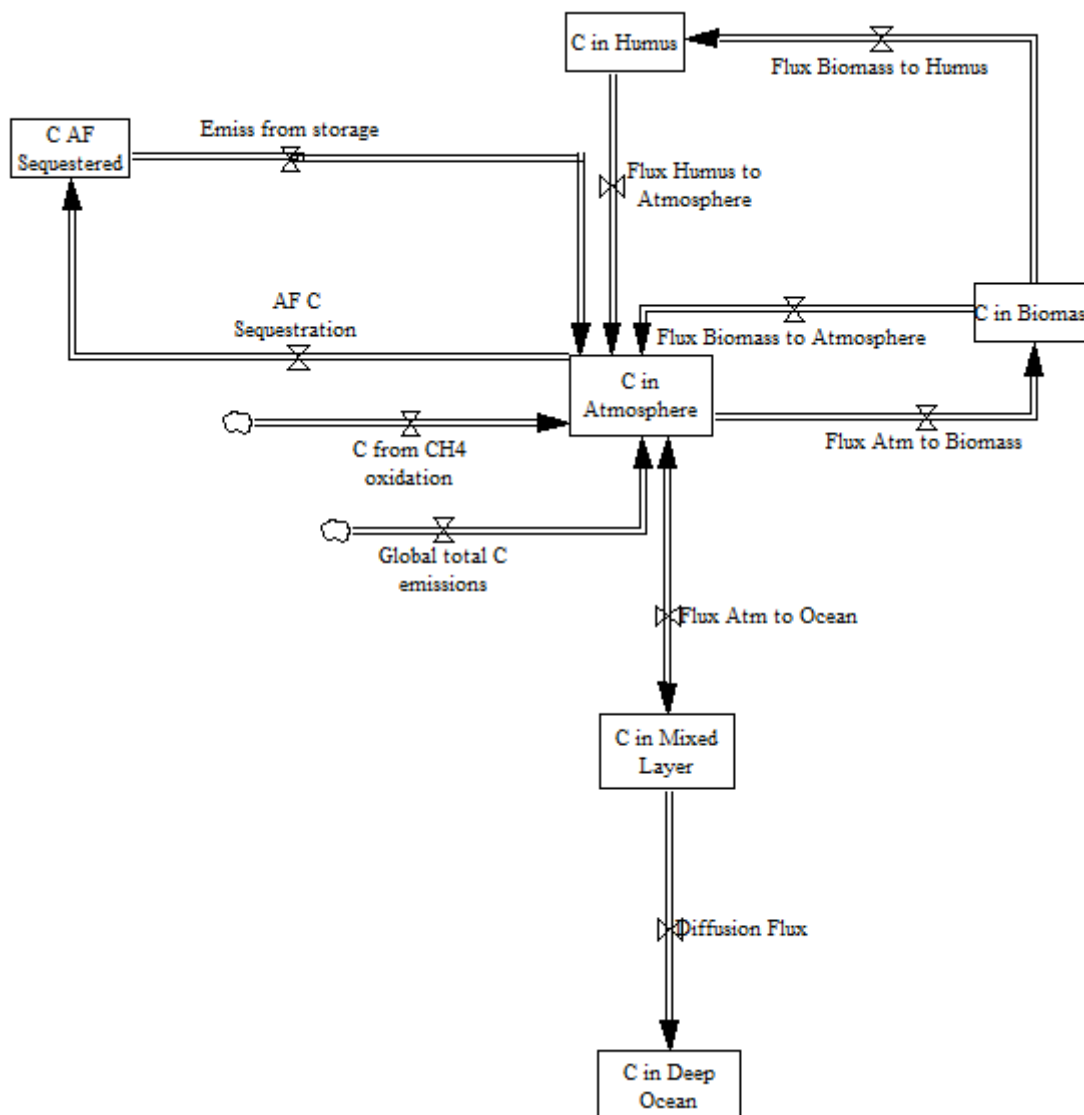 C in Humus
Flux Biomass to Humus
Emiss from storage
C AF
Sequestered
Flux Humus to
Atmosphere
AF C
Sequestration
C in Biomass
Flux Biomass to Atmosphere
C in
Atmosphere
Flux Atm to Biomass
C from CH4
oxidation
Global total C
emissions
Flux Atm to Ocean
C in Mixed
Layer
Diffusion Flux
C in Deep
Ocean